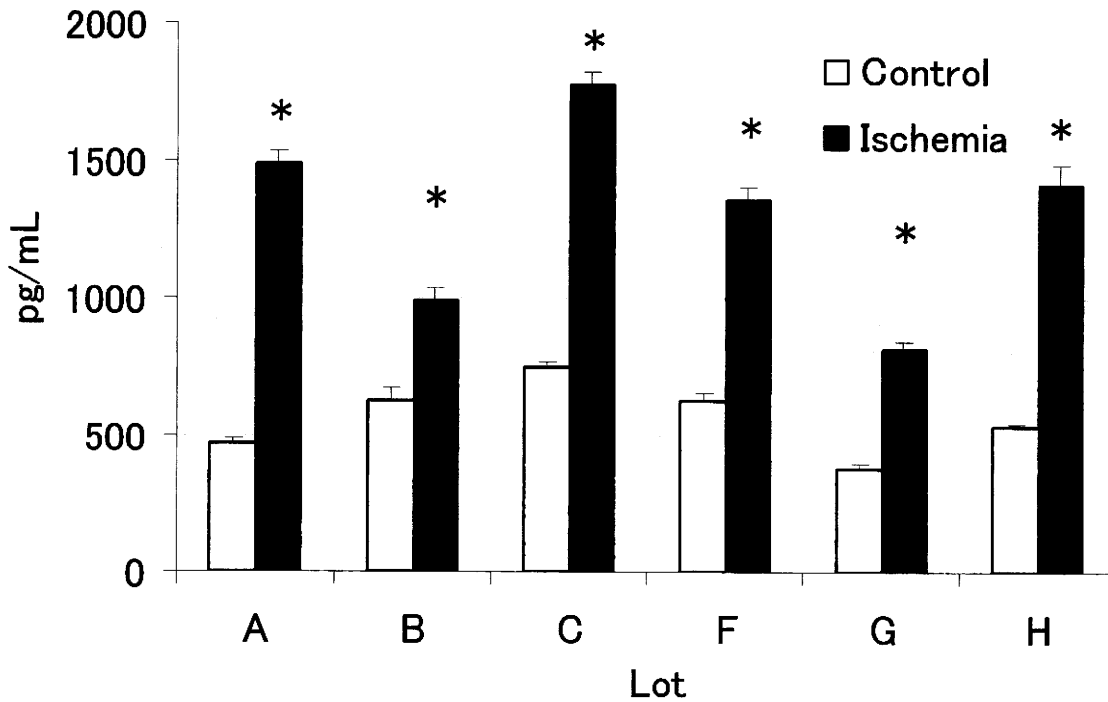 2000
1500
1000
500
0
pg/mL
* * * * * *
□ Control
■ Ischemia
A B C F G H
Lot